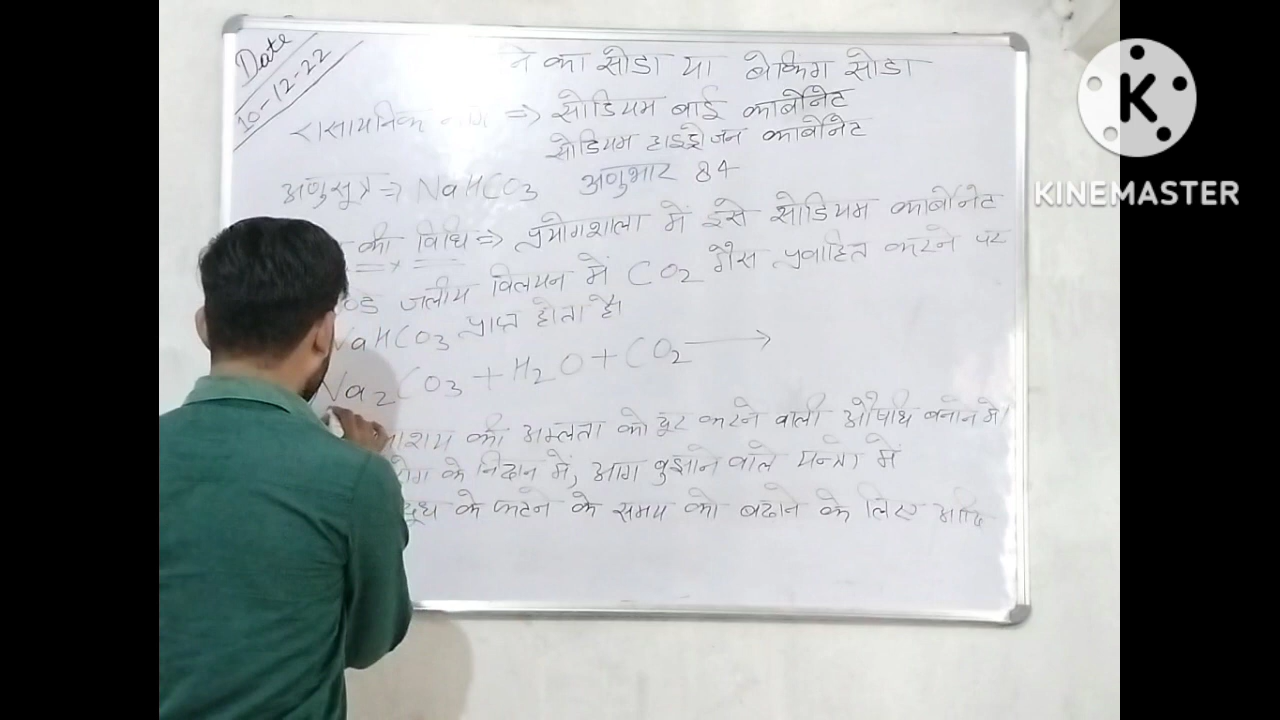 Date
10-12-22
ने का सोडा या बेकिंग सोडा
रासायनिक नाम => सोडियम बाई कार्बोनेट
सोडियम हाइड्रोजन कार्बोनेट
अणुसूत्र => NaHCO3 अणुभार 84
की विधि => प्रयोगशाला में इसे सोडियम कार्बोनेट
जलीय विलयन में CO2 गैस प्रवाहित करने पर
NaHCO3 प्राप्त होता है।
Na2CO3 + H2O + CO2 ⟶
की अम्लता को दूर करने वाली औषधि बनाने में।
के निदान में, आग बुझाने वाले यन्त्रो में
दूध के फटने के समय को बढाने के लिए आदि
K
KINEMASTER